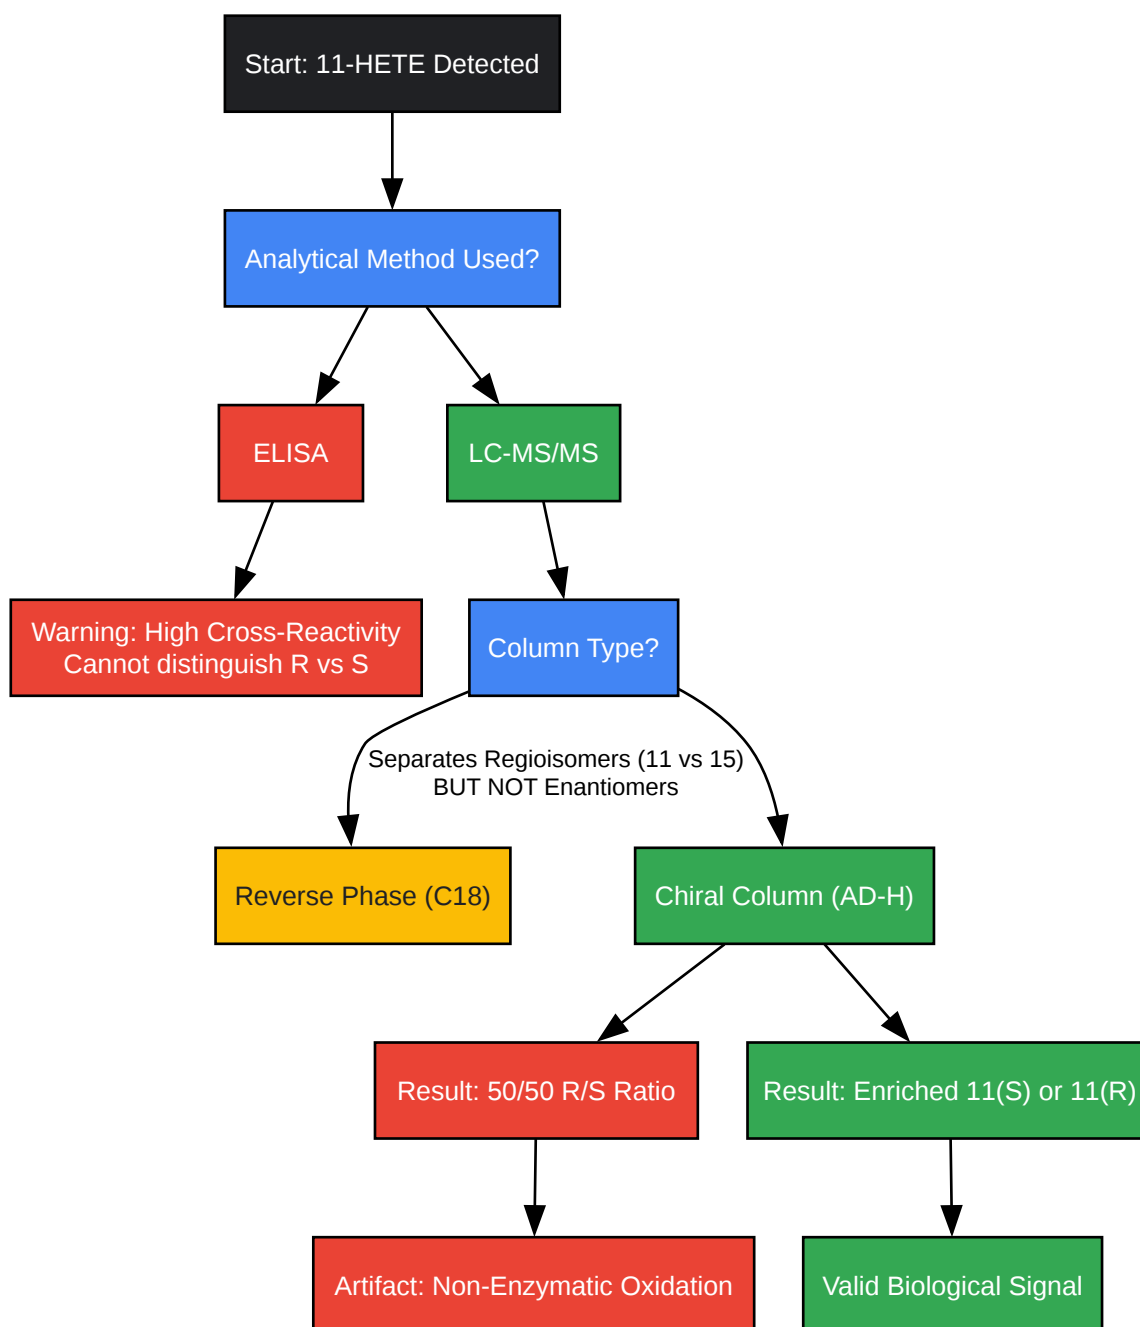 Start: 11-HETE Detected
Analytical Method Used?
ELISA
LC-MS/MS
Warning: High Cross-Reactivity
Cannot distinguish R vs S
Column Type?
Separates Regioisomers (11 vs 15)
BUT NOT Enantiomers
Reverse Phase (C18)
Chiral Column (AD-H)
Result: 50/50 R/S Ratio
Result: Enriched 11(S) or 11(R)
Artifact: Non-Enzymatic Oxidation
Valid Biological Signal